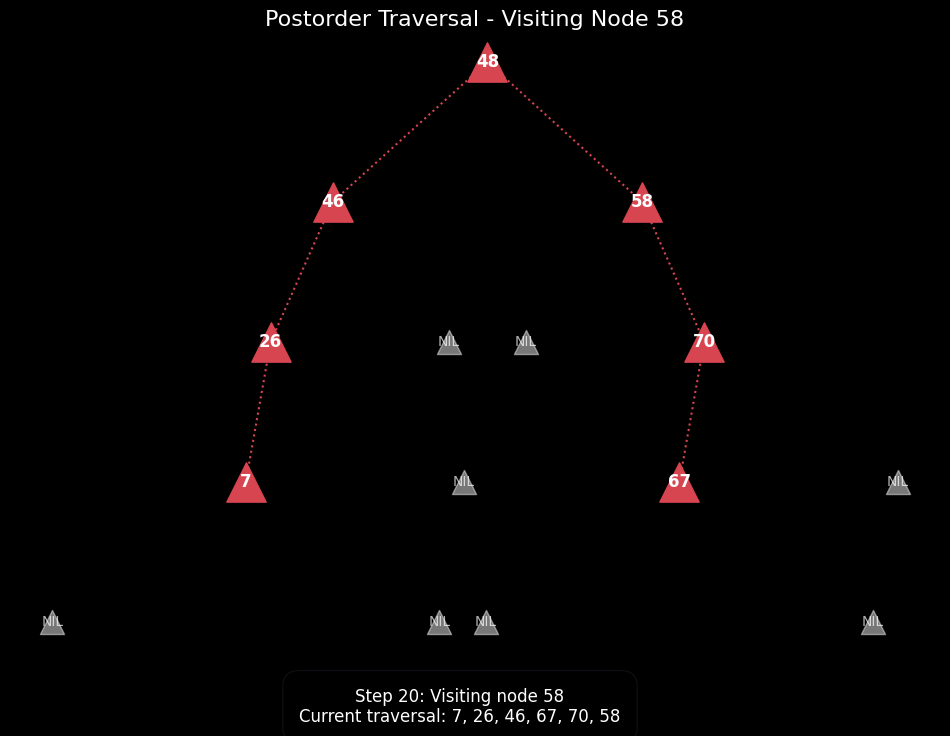 Postorder Traversal - Visiting Node 58
48
46
58
26
NIL
NIL
70
7
NIL
67
NIL
NIL
NIL
NIL
NIL
Step 20: Visiting node 58
Current traversal: 7, 26, 46, 67, 70, 58